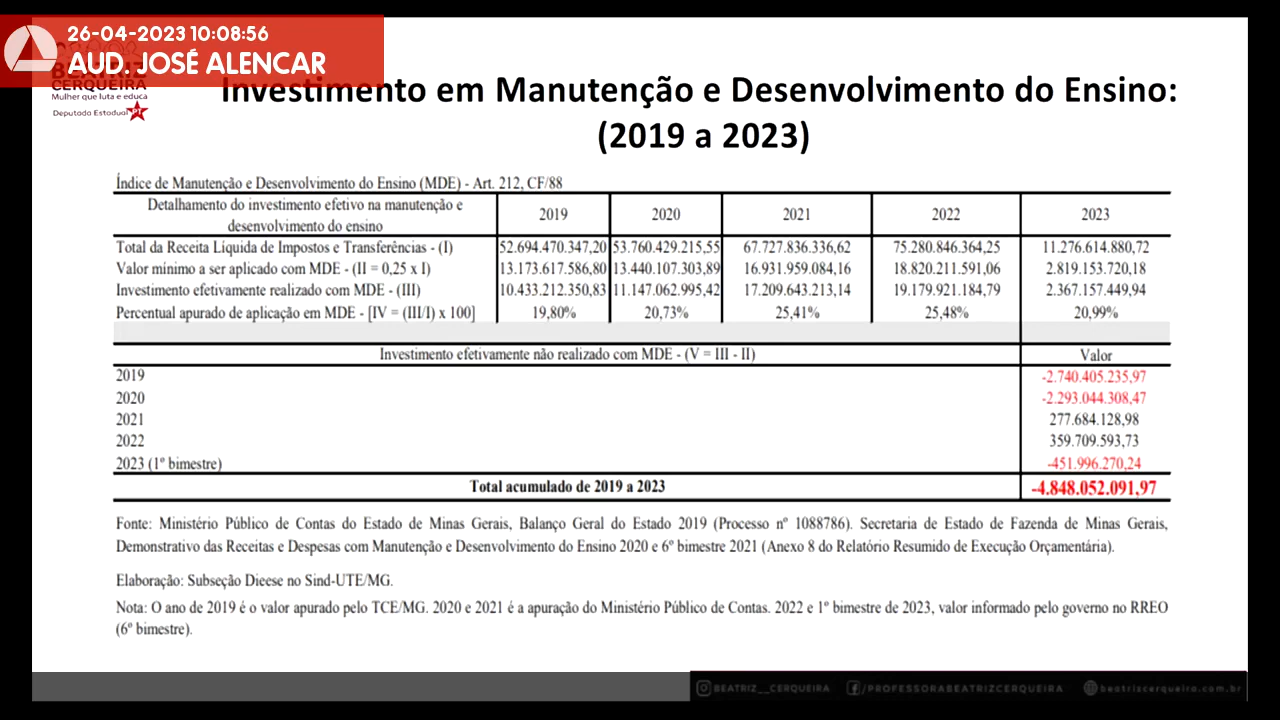 26-04-2023 10:08:56
AUD. JOSÉ ALENCAR
BEATRIZ
CERQUEIRA
Mulher que luta e educa
Deputada Estadual PT
Investimento em Manutenção e Desenvolvimento do Ensino:
(2019 a 2023)
Índice de Manutenção e Desenvolvimento do Ensino (MDE) - Art. 212, CF/88
Detalhamento do investimento efetivo na manutenção e
desenvolvimento do ensino
2019 2020 2021 2022 2023
Total da Receita Líquida de Impostos e Transferências - (I) 52.694.470.347,20 53.760.429.215,55 67.727.836.336,62 75.280.846.364,25 11.276.614.880,72
Valor mínimo a ser aplicado com MDE - (II = 0,25 x I) 13.173.617.586,80 13.440.107.303,89 16.931.959.084,16 18.820.211.591,06 2.819.153.720,18
Investimento efetivamente realizado com MDE - (III) 10.433.212.350,83 11.147.062.995,42 17.209.643.213,14 19.179.921.184,79 2.367.157.449,94
Percentual apurado de aplicação em MDE - [IV = (III/I) x 100] 19,80% 20,73% 25,41% 25,48% 20,99%
Investimento efetivamente não realizado com MDE - (V = III - II) Valor
2019 -2.740.405.235,97
2020 -2.293.044.308,47
2021 277.684.128,98
2022 359.709.593,73
2023 (1º bimestre) -451.996.270,24
Total acumulado de 2019 a 2023 -4.848.052.091,97
Fonte: Ministério Público de Contas do Estado de Minas Gerais, Balanço Geral do Estado 2019 (Processo nº 1088786). Secretaria de Estado de Fazenda de Minas Gerais,
Demonstrativo das Receitas e Despesas com Manutenção e Desenvolvimento do Ensino 2020 e 6º bimestre 2021 (Anexo 8 do Relatório Resumido de Execução Orçamentária).
Elaboração: Subseção Dieese no Sind-UTE/MG.
Nota: O ano de 2019 é o valor apurado pelo TCE/MG. 2020 e 2021 é a apuração do Ministério Público de Contas. 2022 e 1º bimestre de 2023, valor informado pelo governo no RREO
(6º bimestre).
BEATRIZ__CERQUEIRA /PROFESSORABEATRIZCERQUEIRA beatrizcerqueira.com.br